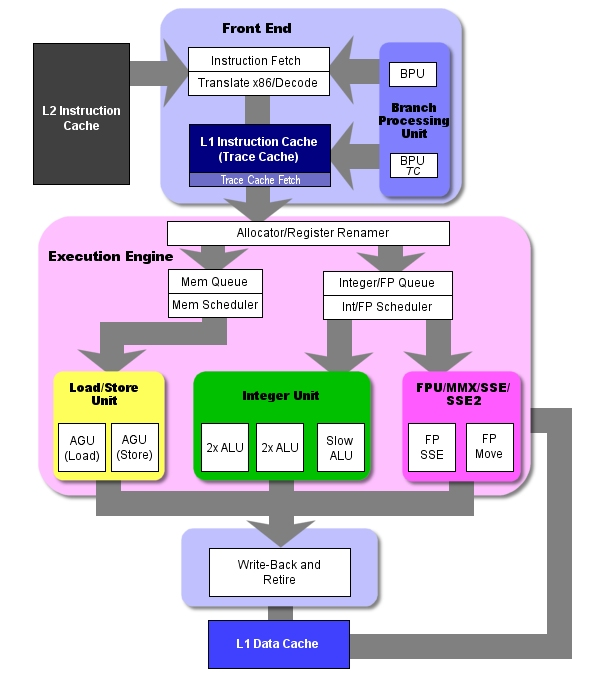 Front End
Instruction Fetch
Translate x86/Decode
BPU
L2 Instruction
Cache
Branch
Processing
Unit
L1 Instruction Cache
(Trace Cache)
Trace Cache Fetch
BPU
TC
Allocator/Register Renamer
Execution Engine
Mem Queue
Mem Scheduler
Integer/FP Queue
Int/FP Scheduler
Load/Store
Unit
AGU
(Load)
AGU
(Store)
Integer Unit
2x ALU
2x ALU
Slow
ALU
FPU/MMX/SSE/
SSE2
FP
SSE
FP
Move
Write-Back and
Retire
L1 Data Cache